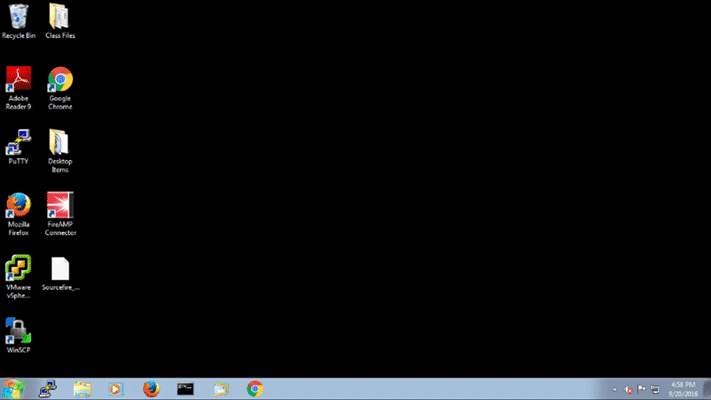 Recycle Bin
Class Files
Adobe
Reader 9
Google
Chrome
PuTTY
Desktop
Items
Mozilla
Firefox
FireAMP
Connector
VMware
vSphe...
Sourcefire_...
WinSCP
4:58 PM
9/20/2016